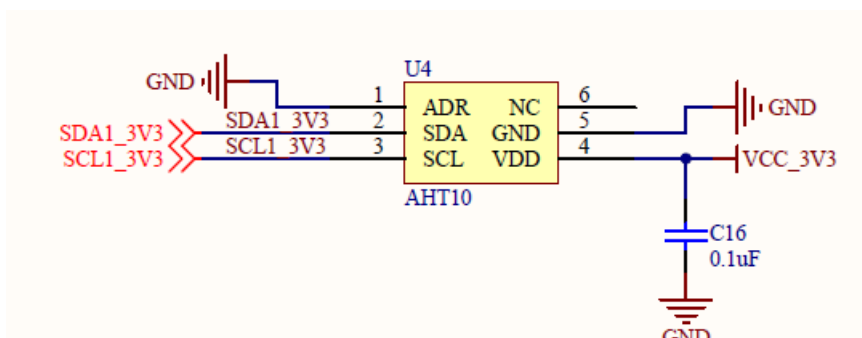 U4
GND
1 ADR NC 6
SDA1_3V3 SDA1_3V3 2 SDA GND 5 GND
SCL1_3V3 SCL1_3V3 3 SCL VDD 4 VCC_3V3
AHT10
C16
0.1uF
GND